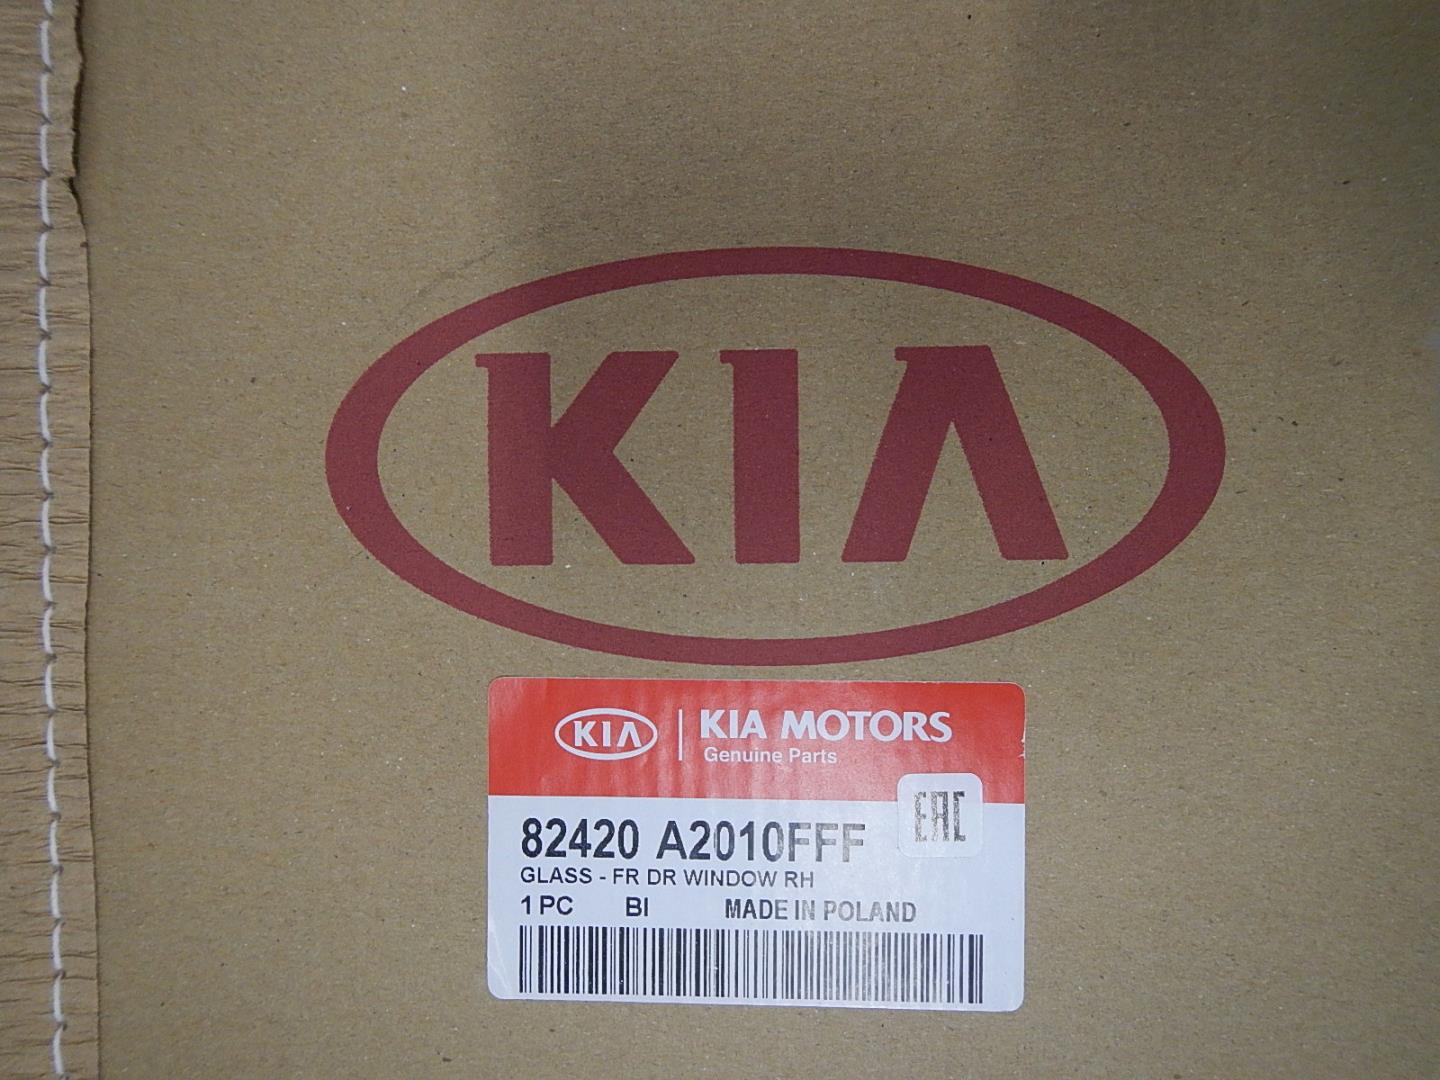 KIA
KIA | KIA MOTORS
Genuine Parts
EAC
82420 A2010FFF
GLASS - FR DR WINDOW RH
1 PC BI MADE IN POLAND